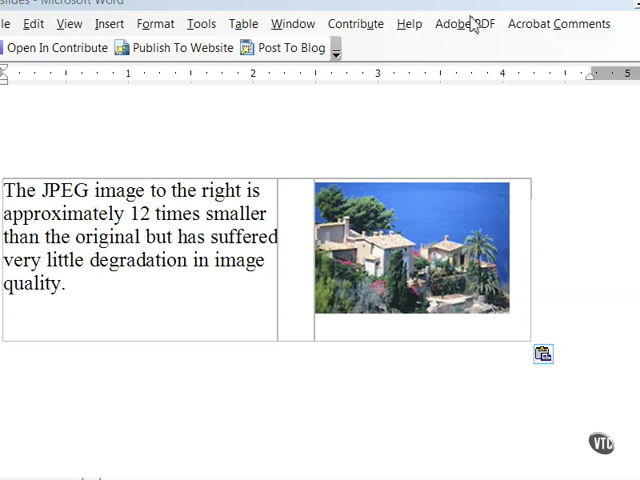 slides - Microsoft Word
le Edit View Insert Format Tools Table Window Contribute Help Adobe PDF Acrobat Comments
Open In Contribute Publish To Website Post To Blog
1 2 3 4 5
The JPEG image to the right is
approximately 12 times smaller
than the original but has suffered
very little degradation in image
quality.
VTC